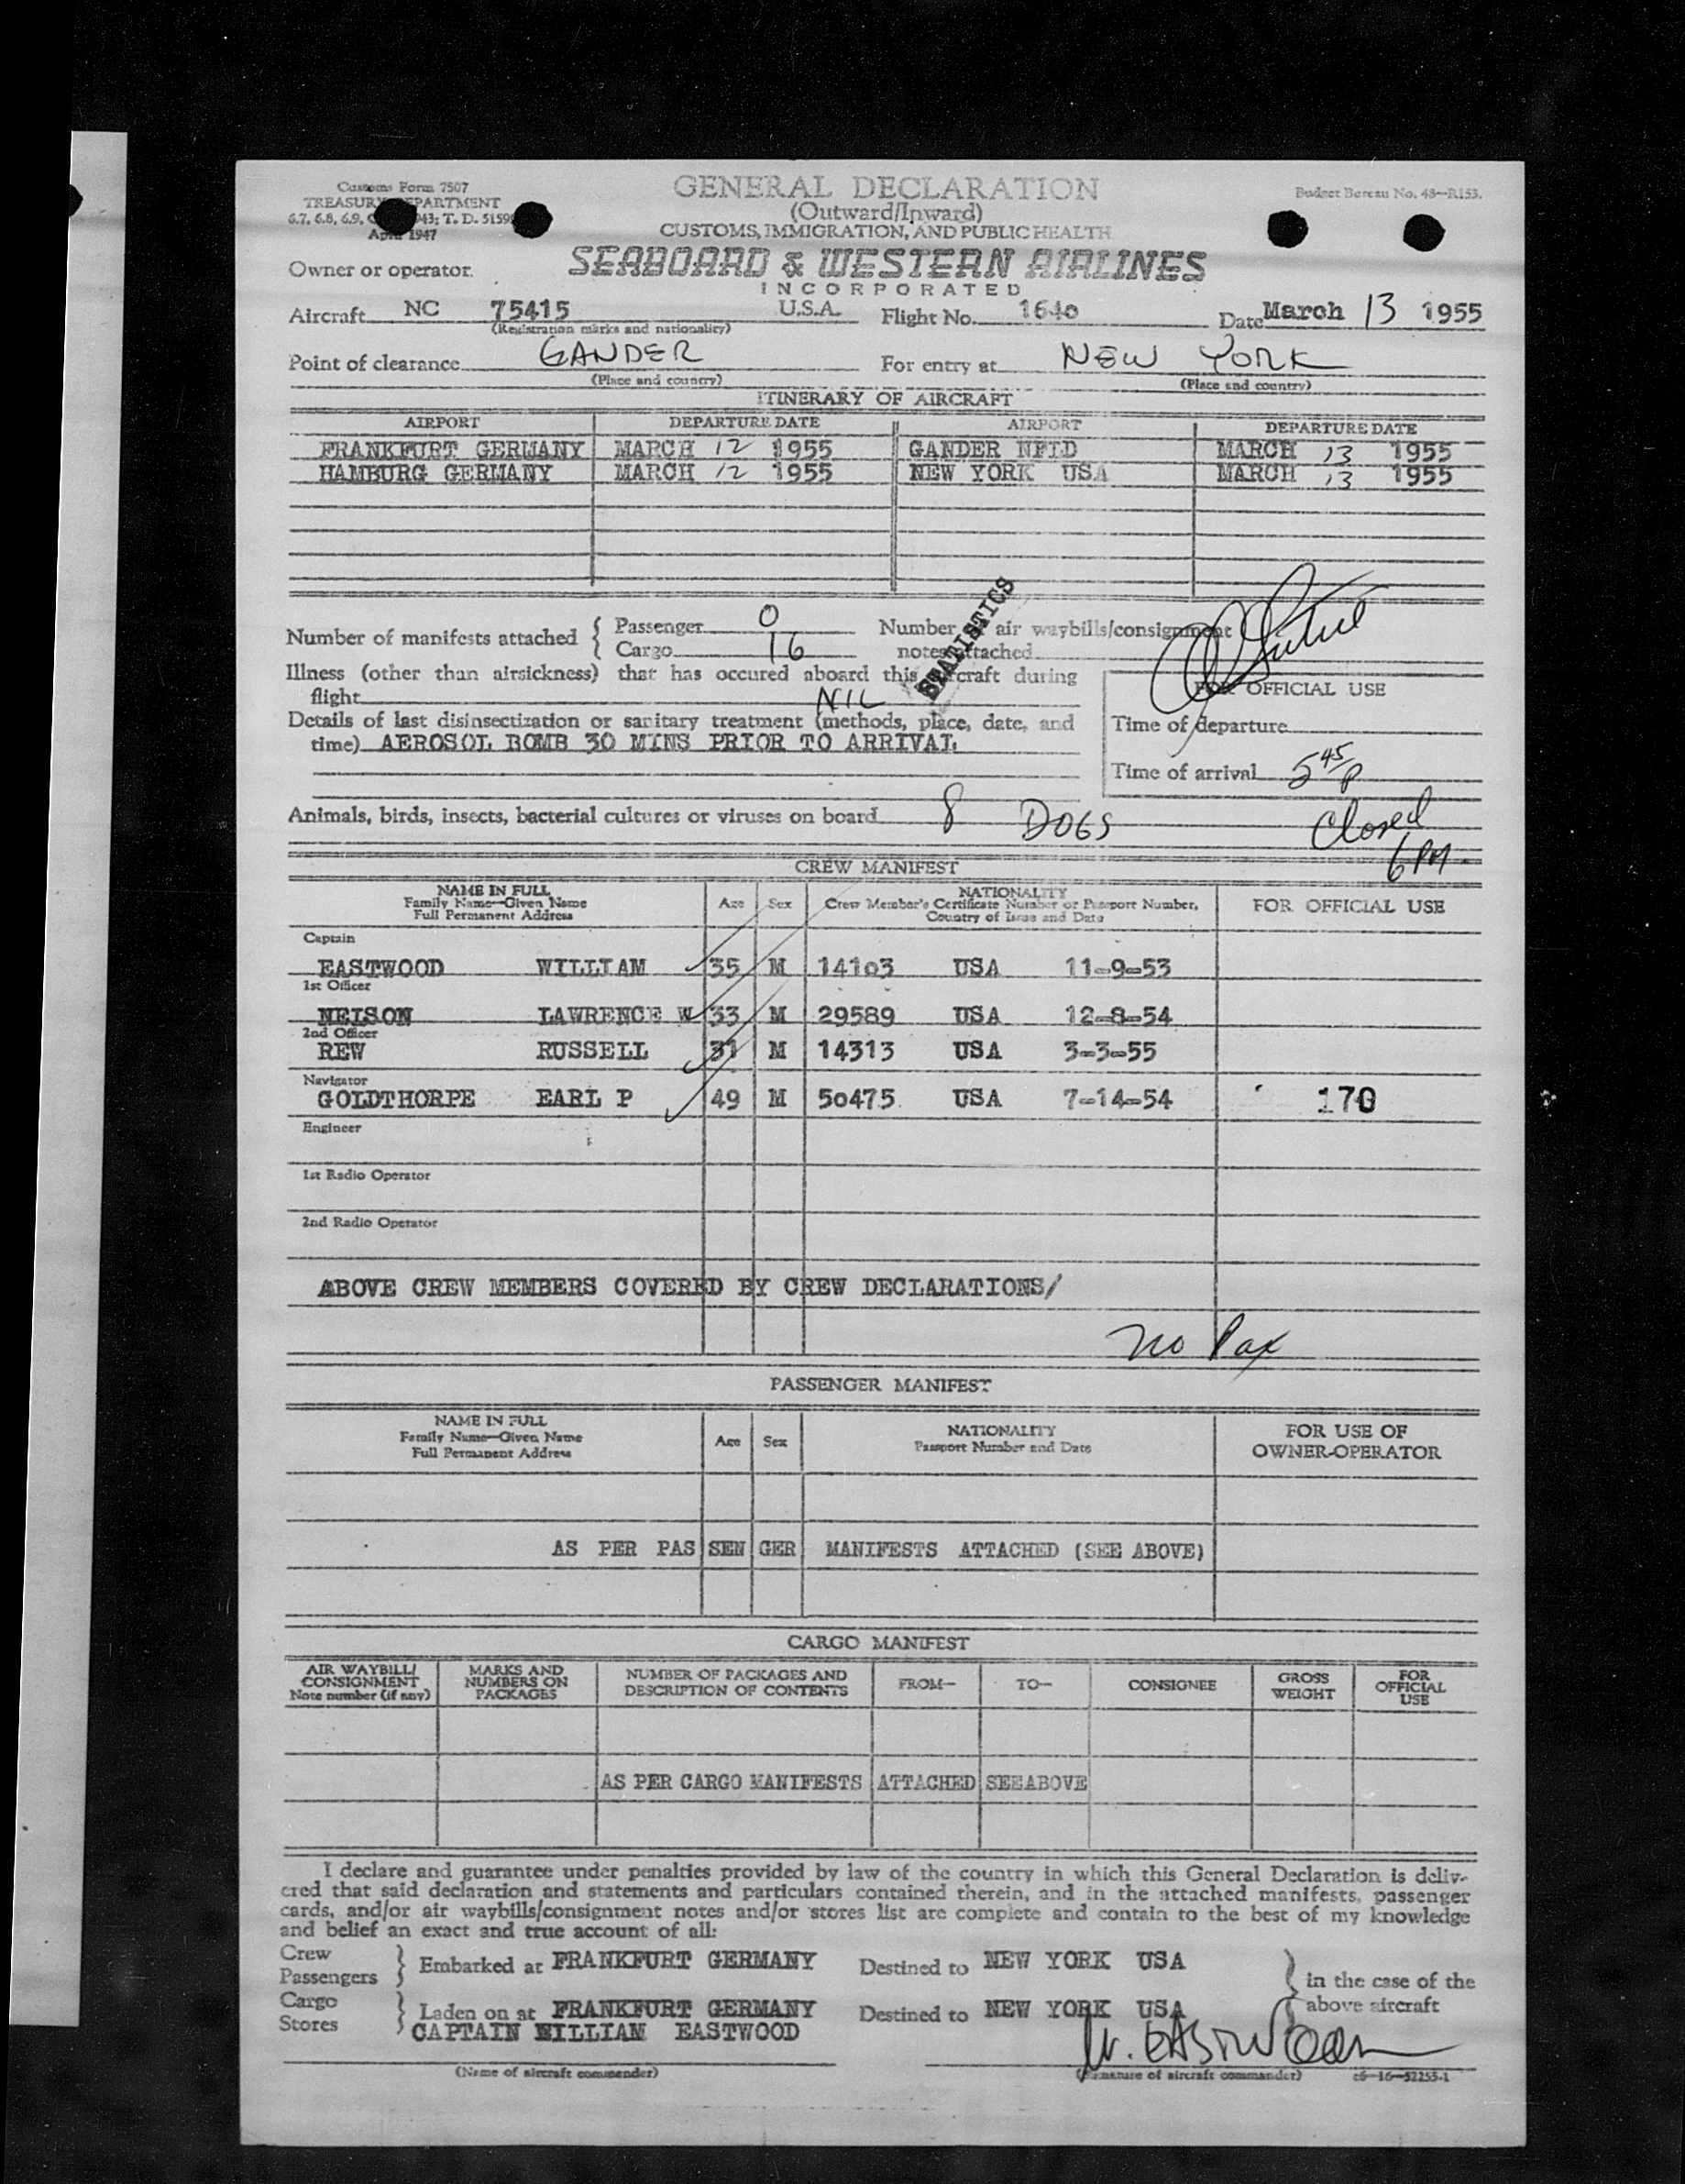 Customs Form 7507
TREASURY DEPARTMENT
6.7, 6.8, 6.9, 43; T. D. 5159
April 1947
GENERAL DECLARATION
(Outward/Inward)
CUSTOMS, IMMIGRATION, AND PUBLIC HEALTH
Budget Bereau No. 48—R153.
Owner or operator.
SEABOARD & WESTERN AIRLINES
INCORPORATED
Aircraft NC 75415 U.S.A. Flight No. 1640 Date March 13 1955
(Registration marks and nationality)
Point of clearance GANDER For entry at NEW YORK
(Place and country) (Place and country)
ITINERARY OF AIRCRAFT
AIRPORT DEPARTURE DATE AIRPORT DEPARTURE DATE
FRANKFURT GERMANY MARCH 12 1955 GANDER NFLD MARCH 13 1955
HAMBURG GERMANY MARCH 12 1955 NEW YORK USA MARCH 13 1955
Number of manifests attached { Passenger 0
Cargo 16
Number of air waybills/consignment
notes attached
STATISTICS
Illness (other than airsickness) that has occured aboard this aircraft during
flight NIL
FOR OFFICIAL USE
Details of last disinsectization or sanitary treatment (methods, place, date, and
time) AEROSOL BOMB 30 MINS PRIOR TO ARRIVAL
Time of departure
Time of arrival 5 45 P
Animals, birds, insects, bacterial cultures or viruses on board 8 DOGS
Closed
6 PM
CREW MANIFEST
NAME IN FULL
Family Name—Given Name
Full Permanent Address
Age Sex
NATIONALITY
Crew Member's Certificate Number or Passport Number,
Country of Issue and Date
FOR OFFICIAL USE
Captain
EASTWOOD WILLIAM 35 M 14103 USA 11-9-53
1st Officer
NELSON LAWRENCE W 33 M 29589 USA 12-8-54
2nd Officer
REW RUSSELL 31 M 14313 USA 3-3-55
Navigator
GOLDTHORPE EARL P 49 M 50475 USA 7-14-54 170
Engineer
1st Radio Operator
2nd Radio Operator
ABOVE CREW MEMBERS COVERED BY CREW DECLARATIONS/
no Pax
PASSENGER MANIFEST
NAME IN FULL
Family Name—Given Name
Full Permanent Address
Age Sex
NATIONALITY
Passport Number and Date
FOR USE OF
OWNER-OPERATOR
AS PER PAS SEN GER MANIFESTS ATTACHED (SEE ABOVE)
CARGO MANIFEST
AIR WAYBILL/
CONSIGNMENT
Note number (if any)
MARKS AND
NUMBERS ON
PACKAGES
NUMBER OF PACKAGES AND
DESCRIPTION OF CONTENTS
FROM—
TO—
CONSIGNEE
GROSS
WEIGHT
FOR
OFFICIAL
USE
AS PER CARGO MANIFESTS ATTACHED SEE ABOVE
I declare and guarantee under penalties provided by law of the country in which this General Declaration is deliv-
ered that said declaration and statements and particulars contained therein, and in the attached manifests, passenger
cards, and/or air waybills/consignment notes and/or stores list are complete and contain to the best of my knowledge
and belief an exact and true account of all:
Crew
Passengers } Embarked at FRANKFURT GERMANY Destined to NEW YORK USA
Cargo
Stores } Laden on at FRANKFURT GERMANY Destined to NEW YORK USA
} in the case of the
above aircraft
CAPTAIN WILLIAM EASTWOOD
W. EASTWOOD
(Name of aircraft commander) (Signature of aircraft commander) c6—16—52253-1